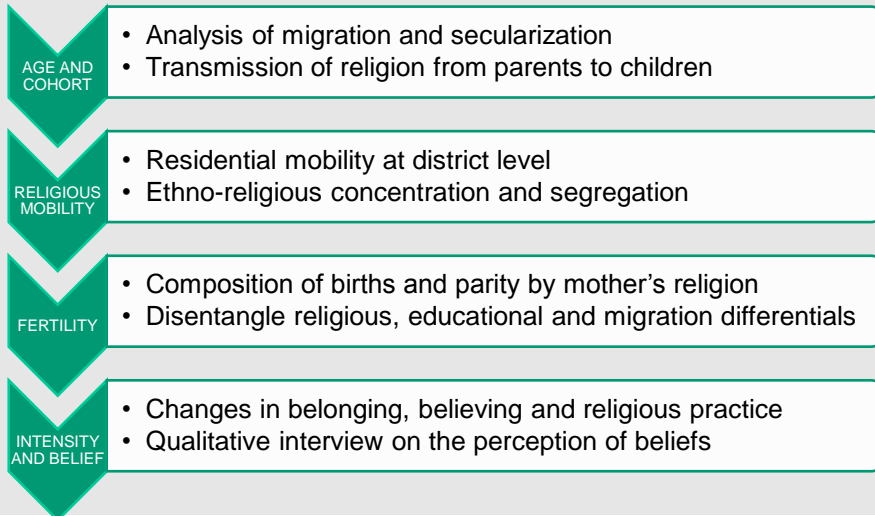 AGE AND
COHORT
• Analysis of migration and secularization
• Transmission of religion from parents to children
RELIGIOUS
MOBILITY
• Residential mobility at district level
• Ethno-religious concentration and segregation
FERTILITY
• Composition of births and parity by mother’s religion
• Disentangle religious, educational and migration differentials
INTENSITY
AND BELIEF
• Changes in belonging, believing and religious practice
• Qualitative interview on the perception of beliefs